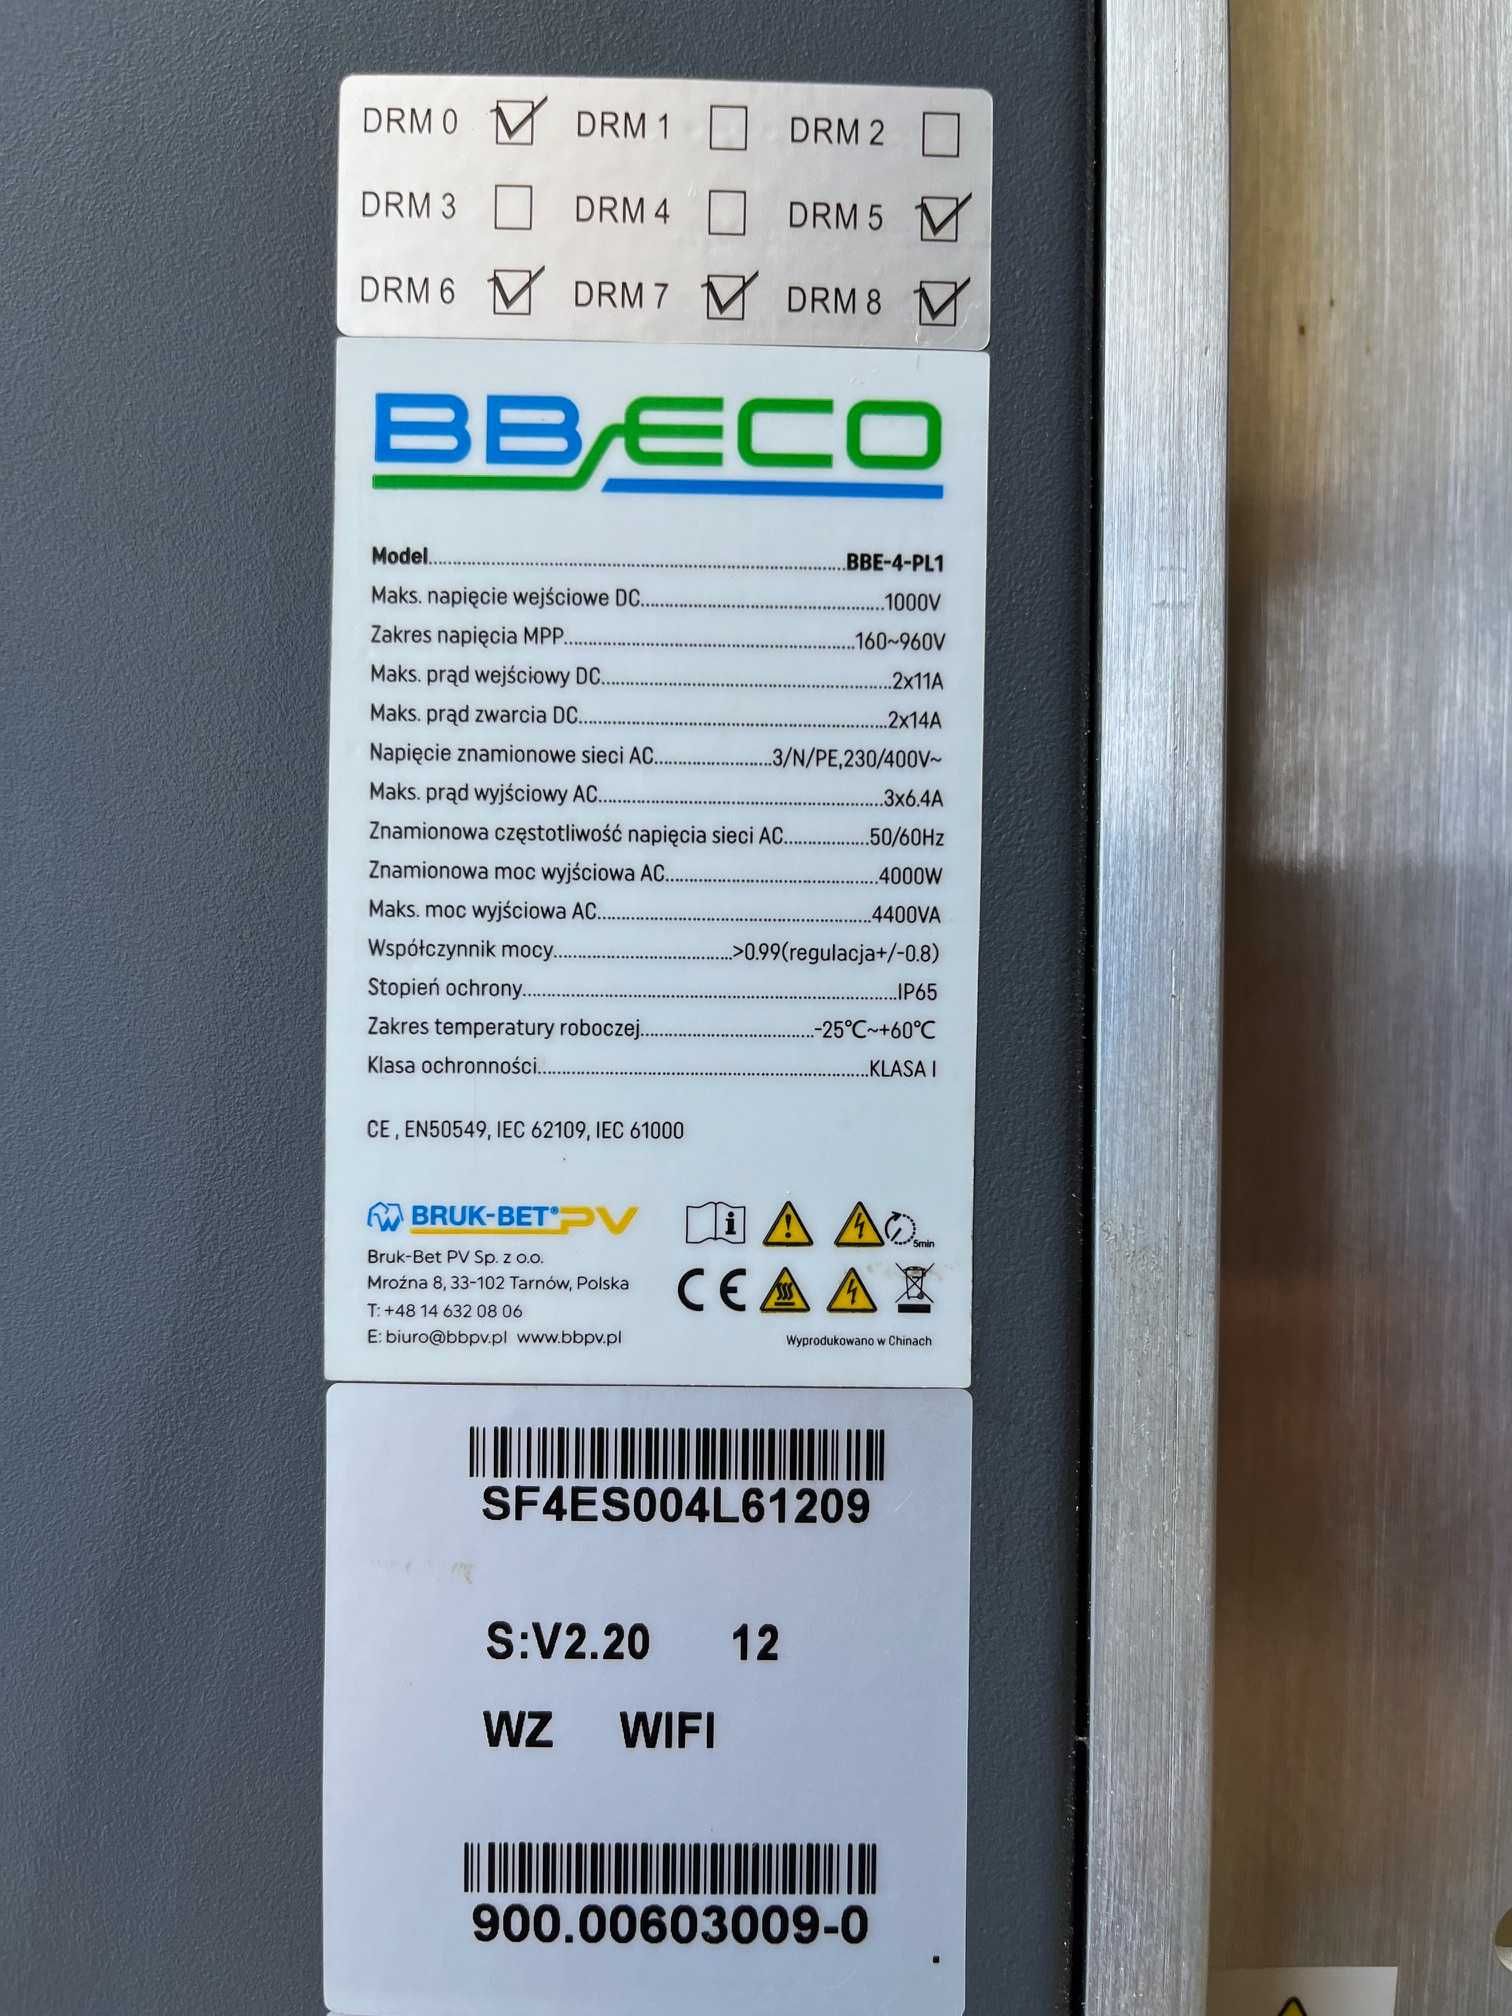 DRM 0 DRM 1 DRM 2
DRM 3 DRM 4 DRM 5
DRM 6 DRM 7 DRM 8
BBECO
Model BBE-4-PL1
Maks. napięcie wejściowe DC 1000V
Zakres napięcia MPP 160~960V
Maks. prąd wejściowy DC 2x11A
Maks. prąd zwarcia DC 2x14A
Napięcie znamionowe sieci AC 3/N/PE,230/400V~
Maks. prąd wyjściowy AC 3x6.4A
Znamionowa częstotliwość napięcia sieci AC 50/60Hz
Znamionowa moc wyjściowa AC 4000W
Maks. moc wyjściowa AC 4400VA
Współczynnik mocy >0.99(regulacja+/-0.8)
Stopień ochrony IP65
Zakres temperatury roboczej -25℃~+60℃
Klasa ochronności KLASA I
CE , EN50549, IEC 62109, IEC 61000
BRUK-BET® PV
Bruk-Bet PV Sp. z o.o.
Mroźna 8, 33-102 Tarnów, Polska
T: +48 14 632 08 06
E: biuro@bbpv.pl www.bbpv.pl
5min
CE
Wyprodukowano w Chinach
SF4ES004L61209
S:V2.20 12
WZ WIFI
900.00603009-0